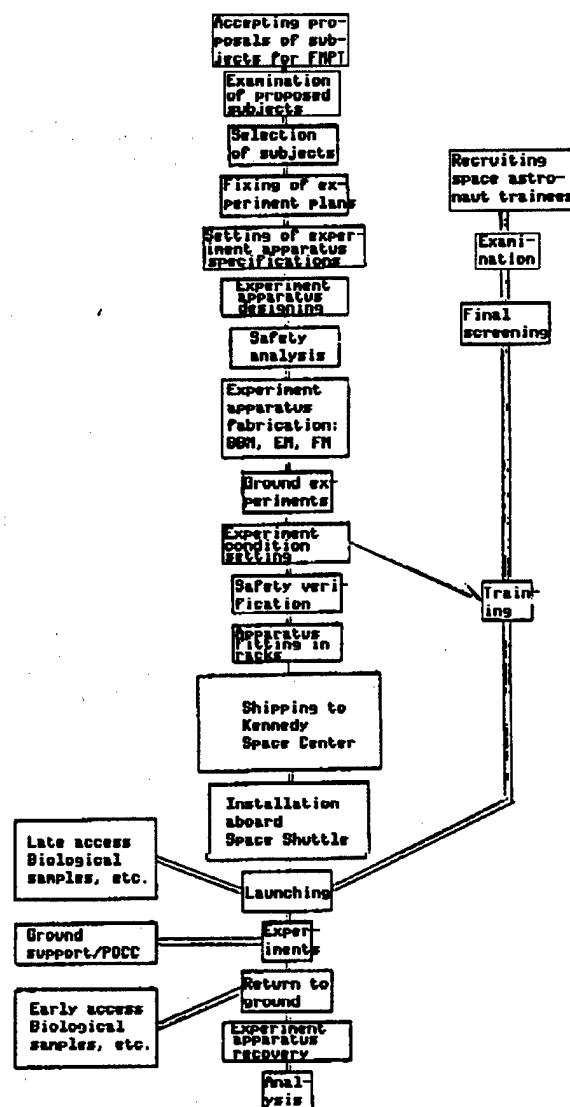 Accepting pro-
posals of sub-
jects for FMPT
Examination
of proposed
subjects
Selection
of subjects
Fixing of ex-
periment plans
Setting of exper-
iment apparatus
specifications
Experiment
apparatus
designing
Safety
analysis
Experiment
apparatus
fabrication:
BBM, EM, FM
Ground ex-
periments
Experiment
condition
setting
Safety veri-
fication
Apparatus
fitting in
racks
Shipping to
Kennedy
Space Center
Installation
aboard
Space Shuttle
Launching
Exper-
iments
Return to
ground
Experiment
apparatus
recovery
Anal-
ysis
Recruiting
space astro-
naut trainees
Exami-
nation
Final
screening
Train-
ing
Late access
Biological
samples, etc.
Ground
support/POCC
Early access
Biological
samples, etc.